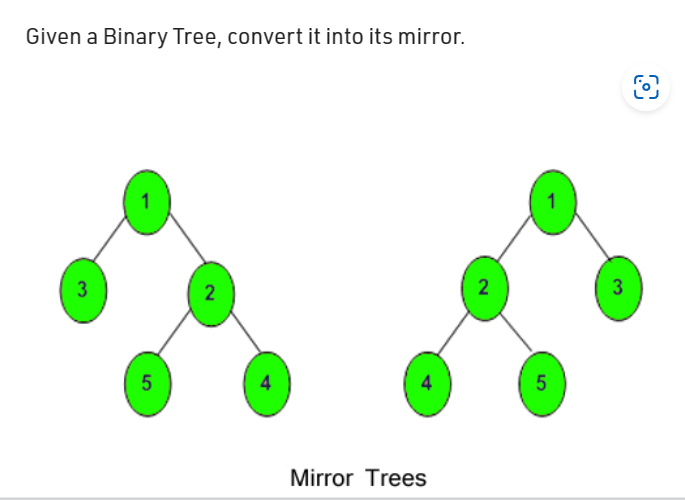 Given a Binary Tree, convert it into its mirror.
1 1
3 2 2 3
5 4 4 5
Mirror Trees